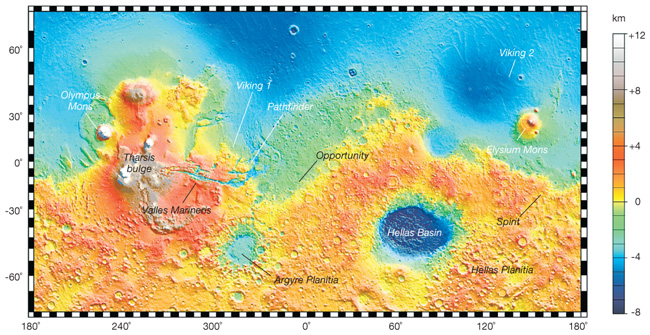 km
+12
+8
+4
0
-4
-8
60˚
30˚
0˚
-30˚
-60˚
180˚
240˚
300˚
0˚
60˚
120˚
180˚
Viking 2
Viking 1
Olympus
Mons
Pathfinder
Elysium Mons
Opportunity
Tharsis
bulge
Valles Marineris
Spirit
Hellas Basin
Hellas Planitia
Argyre Planitia